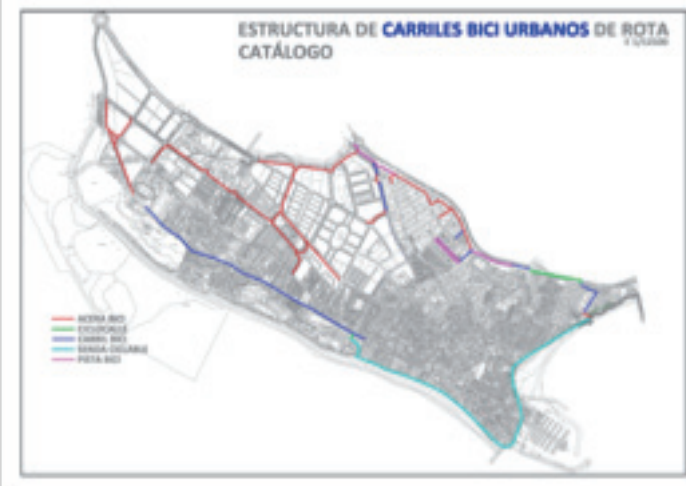 ESTRUCTURA DE CARRILES BICI URBANOS DE ROTA
CATÁLOGO
ACERA BICI
CICLOCALLE
CARRIL BICI
SENDA CICLABLE
PISTA BICI